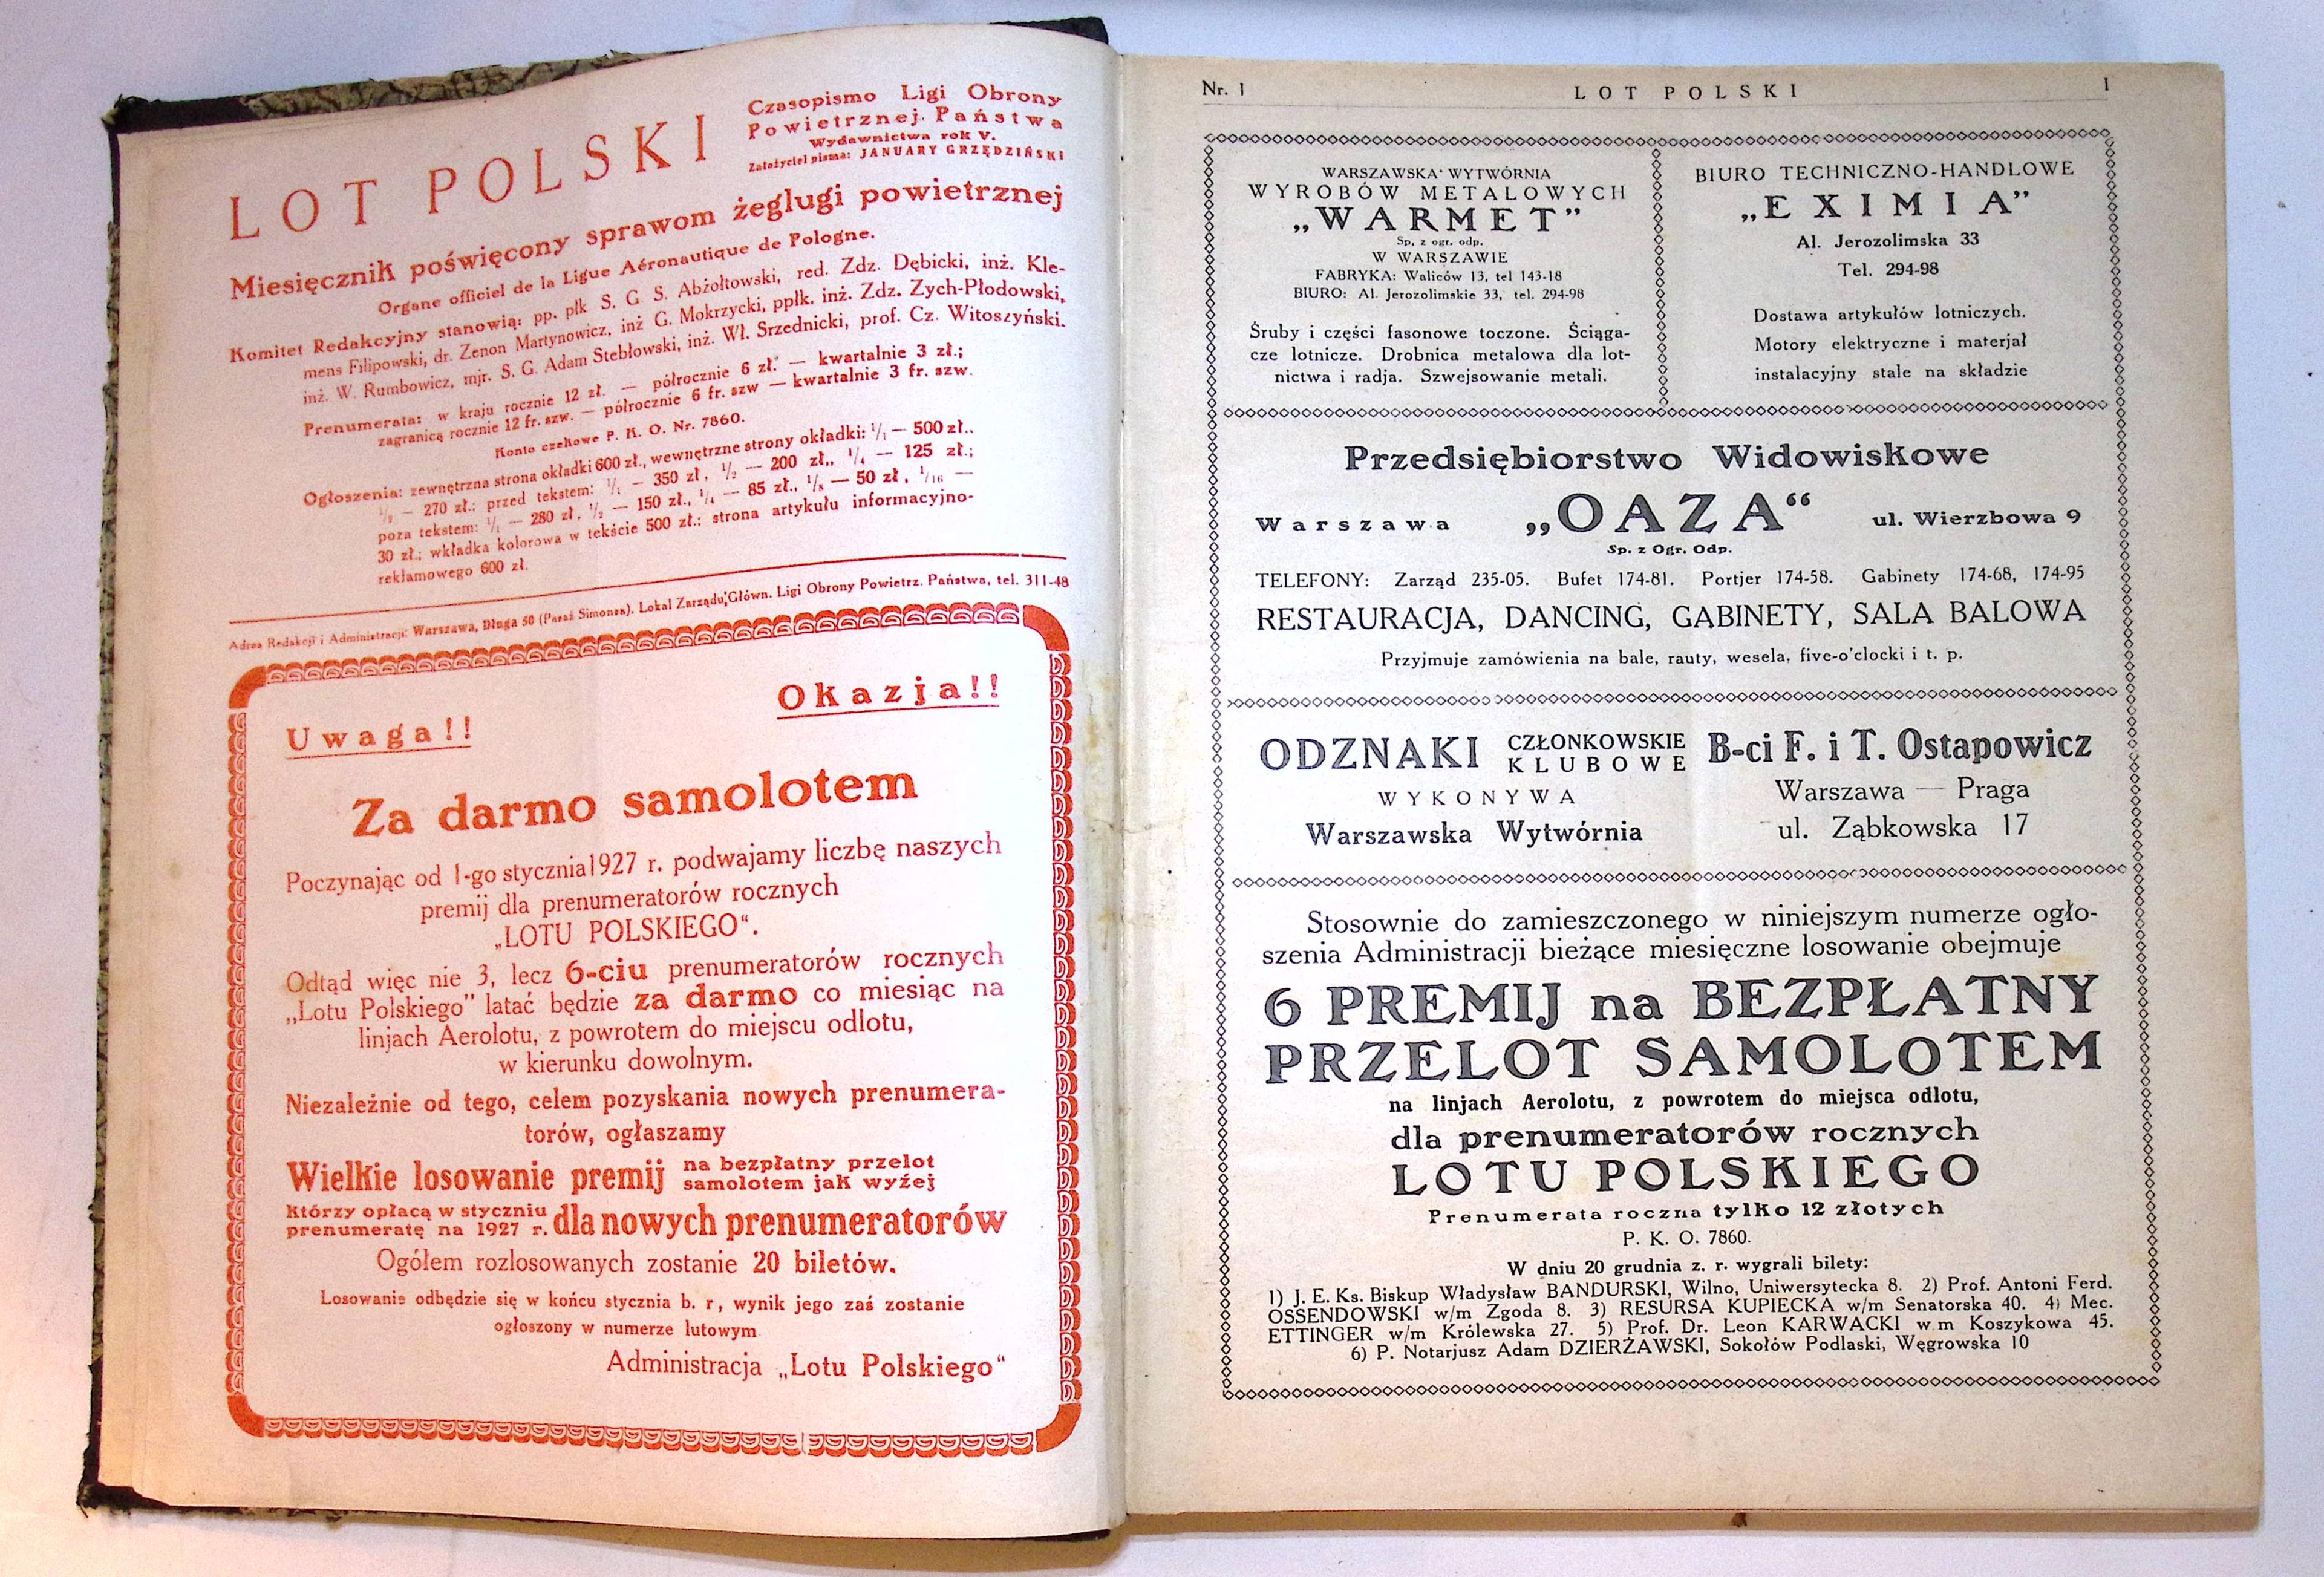 LOT POLSKI
Czasopismo Ligi Obrony
Powietrznej Państwa
Wydawnictwa rok V.
Założyciel pisma: JANUARY GRZĘDZIŃSKI
Miesięcznik poświęcony sprawom żeglugi powietrznej
Organe officiel de la Ligue Aéronautique de Pologne.
Komitet Redakcyjny stanowią: pp. płk S. G. S. Abżółtowski, red. Zdz. Dębicki, inż. Kle-
mens Filipowski, dr. Zenon Martynowicz, inż G. Mokrzycki, ppłk. inż. Zdz. Zych-Płodowski,
inż. W. Rumbowicz, mjr. S. G. Adam Stebłowski, inż. Wł. Srzednicki, prof. Cz. Witoszyński.
Prenumerata: w kraju rocznie 12 zł. — półrocznie 6 zł. — kwartalnie 3 zł.;
zagranicą rocznie 12 fr. szw. — półrocznie 6 fr. szw — kwartalnie 3 fr. szw.
Konto czekowe P. K. O. Nr. 7860.
Ogłoszenia: zewnętrzna strona okładki 600 zł., wewnętrzne strony okładki: 1/1 — 500 zł..
1/2 — 270 zł.; przed tekstem: 1/1 — 350 zł, 1/2 — 200 zł., 1/4 — 125 zł.;
poza tekstem: 1/1 — 280 zł, 1/2 — 150 zł., 1/4 — 85 zł., 1/8 — 50 zł, 1/16 —
30 zł.; wkładka kolorowa w tekście 500 zł.; strona artykułu informacyjno-
reklamowego 600 zł.
Adres Redakcji i Administracji: Warszawa, Długa 50 (Pasaż Simonsa). Lokal Zarządu Główn. Ligi Obrony Powietrz. Państwa, tel. 311-48
Okazja!!
Uwaga!!
Za darmo samolotem
Poczynając od 1-go stycznia 1927 r. podwajamy liczbę naszych
premij dla prenumeratorów rocznych
„LOTU POLSKIEGO“.
Odtąd więc nie 3, lecz 6-ciu prenumeratorów rocznych
„Lotu Polskiego” latać będzie za darmo co miesiąc na
linjach Aerolotu, z powrotem do miejscu odlotu,
w kierunku dowolnym.
Niezależnie od tego, celem pozyskania nowych prenumera-
torów, ogłaszamy
Wielkie losowanie premij na bezpłatny przelot
samolotem jak wyżej
którzy opłacą w styczniu
prenumeratę na 1927 r. dla nowych prenumeratorów
Ogółem rozlosowanych zostanie 20 biletów.
Losowanie odbędzie się w końcu stycznia b. r, wynik jego zaś zostanie
ogłoszony w numerze lutowym
Administracja „Lotu Polskiego“
Nr. 1 LOT POLSKI I
WARSZAWSKA WYTWÓRNIA
WYROBÓW METALOWYCH
„WARMET”
Sp. z ogr. odp.
W WARSZAWIE
FABRYKA: Waliców 13, tel 143-18
BIURO: Al. Jerozolimskie 33, tel. 294-98
Śruby i części fasonowe toczone. Ściąga-
cze lotnicze. Drobnica metalowa dla lot-
nictwa i radja. Szwejsowanie metali.
BIURO TECHNICZNO-HANDLOWE
„EXIMIA”
Al. Jerozolimska 33
Tel. 294-98
Dostawa artykułów lotniczych.
Motory elektryczne i materjał
instalacyjny stale na składzie
Przedsiębiorstwo Widowiskowe
Warszawa „OAZA“ ul. Wierzbowa 9
Sp. z Ogr. Odp.
TELEFONY: Zarząd 235-05. Bufet 174-81. Portjer 174-58. Gabinety 174-68, 174-95
RESTAURACJA, DANCING, GABINETY, SALA BALOWA
Przyjmuje zamówienia na bale, rauty, wesela, five-o'clocki i t. p.
ODZNAKI CZŁONKOWSKIE
KLUBOWE
WYKONYWA
Warszawska Wytwórnia
B-ci F. i T. Ostapowicz
Warszawa — Praga
ul. Ząbkowska 17
Stosownie do zamieszczonego w niniejszym numerze ogło-
szenia Administracji bieżące miesięczne losowanie obejmuje
6 PREMIJ na BEZPŁATNY
PRZELOT SAMOLOTEM
na linjach Aerolotu, z powrotem do miejsca odlotu,
dla prenumeratorów rocznych
LOTU POLSKIEGO
Prenumerata roczna tylko 12 złotych
P. K. O. 7860.
W dniu 20 grudnia z. r. wygrali bilety:
1) J. E. Ks. Biskup Władysław BANDURSKI, Wilno, Uniwersytecka 8. 2) Prof. Antoni Ferd.
OSSENDOWSKI w/m Zgoda 8. 3) RESURSA KUPIECKA w/m Senatorska 40. 4) Mec.
ETTINGER w/m Królewska 27. 5) Prof. Dr. Leon KARWACKI w m Koszykowa 45.
6) P. Notarjusz Adam DZIERŻAWSKI, Sokołów Podlaski, Węgrowska 10